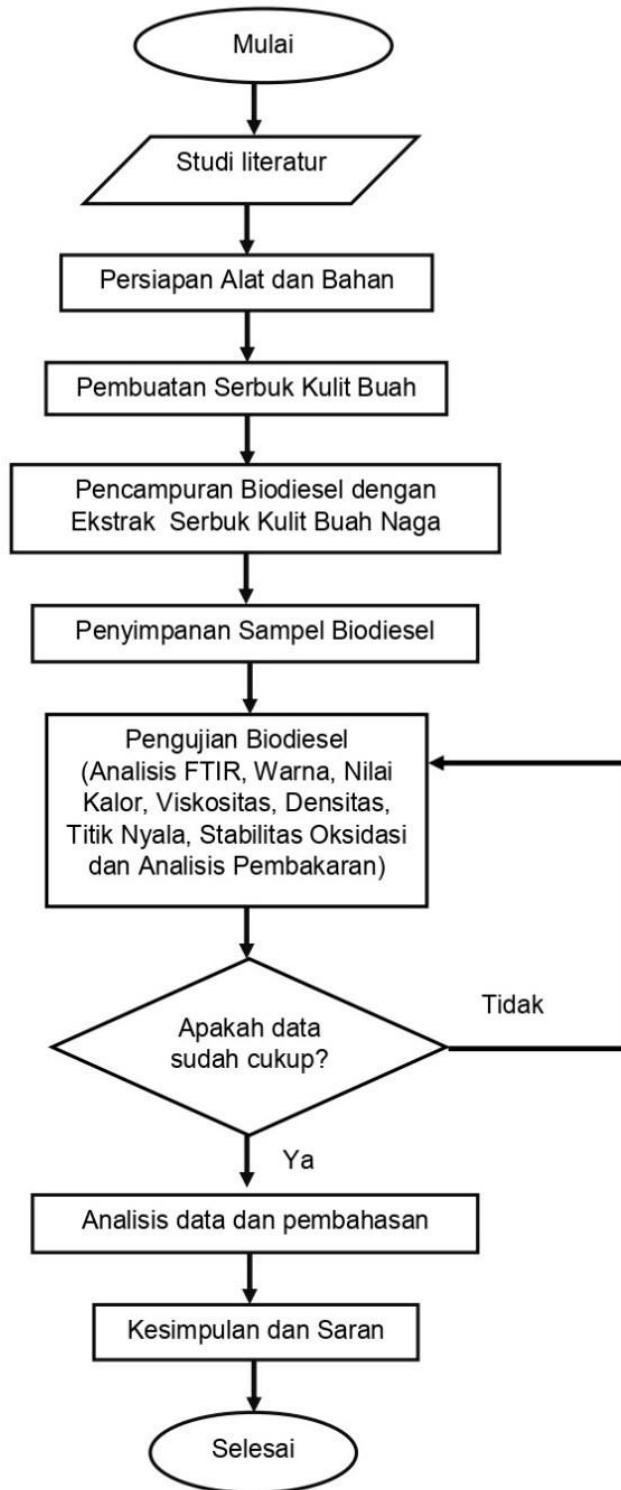 Mulai
Studi literatur
Persiapan Alat dan Bahan
Pembuatan Serbuk Kulit Buah
Pencampuran Biodiesel dengan
Ekstrak Serbuk Kulit Buah Naga
Penyimpanan Sampel Biodiesel
Pengujian Biodiesel
(Analisis FTIR, Warna, Nilai
Kalor, Viskositas, Densitas,
Titik Nyala, Stabilitas Oksidasi
dan Analisis Pembakaran)
Tidak
Apakah data
sudah cukup?
Ya
Analisis data dan pembahasan
Kesimpulan dan Saran
Selesai